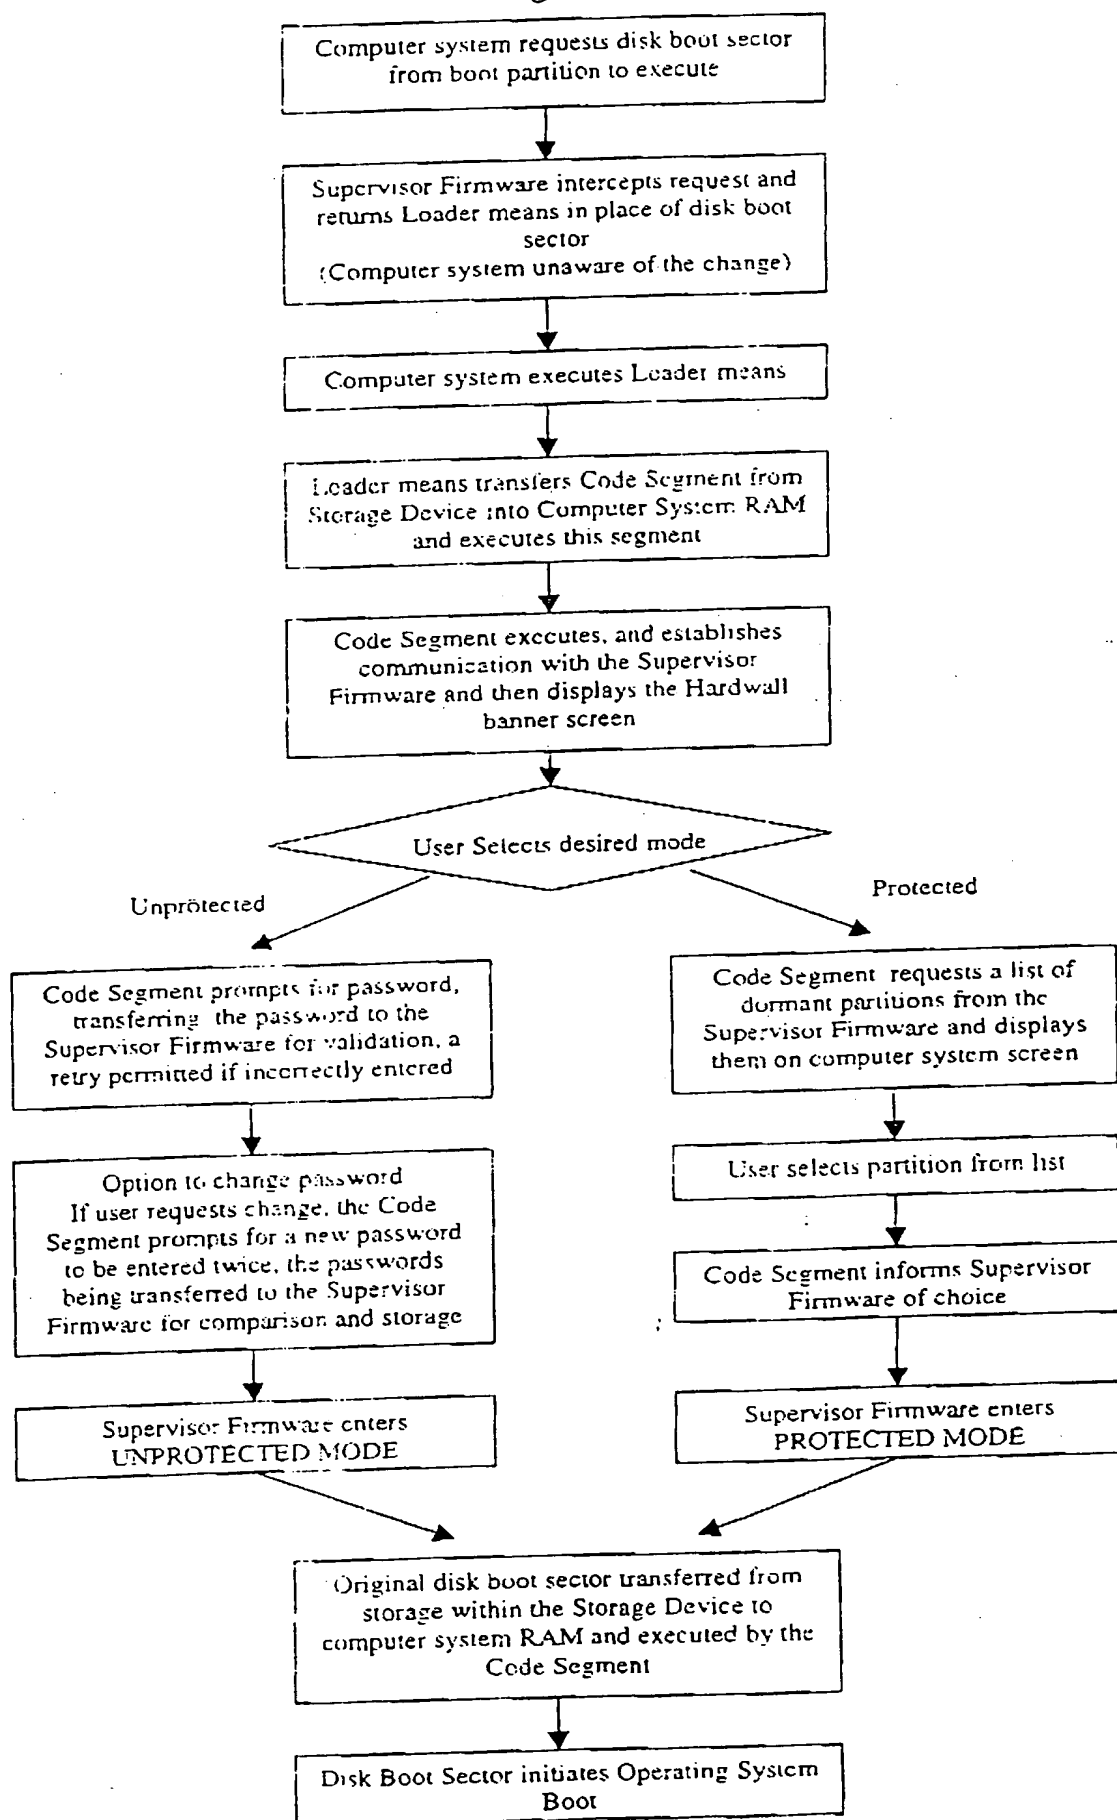 Computer system requests disk boot sector
from boot partition to execute
Supervisor Firmware intercepts request and
returns Loader means in place of disk boot
sector
(Computer system unaware of the change)
Computer system executes Loader means
Loader means transfers Code Segment from
Storage Device into Computer System RAM
and executes this segment
Code Segment executes, and establishes
communication with the Supervisor
Firmware and then displays the Hardwall
banner screen
User Selects desired mode
Unprotected
Protected
Code Segment prompts for password,
transferring the password to the
Supervisor Firmware for validation, a
retry permitted if incorrectly entered
Option to change password
If user requests change, the Code
Segment prompts for a new password
to be entered twice, the passwords
being transferred to the Supervisor
Firmware for comparison and storage
Supervisor Firmware enters
UNPROTECTED MODE
Code Segment requests a list of
dormant partitions from the
Supervisor Firmware and displays
them on computer system screen
User selects partition from list
Code Segment informs Supervisor
Firmware of choice
Supervisor Firmware enters
PROTECTED MODE
Original disk boot sector transferred from
storage within the Storage Device to
computer system RAM and executed by the
Code Segment
Disk Boot Sector initiates Operating System
Boot